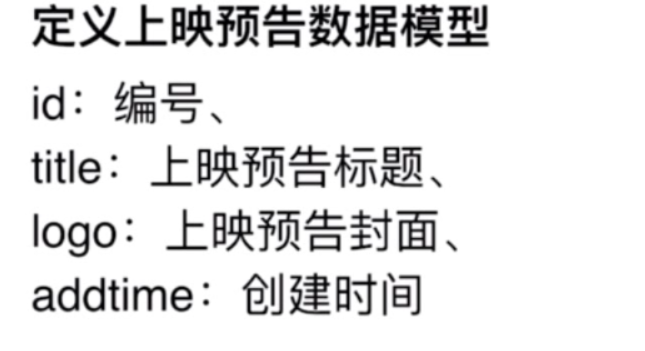 定义上映预告数据模型
id：编号、
title：上映预告标题、
logo：上映预告封面、
addtime：创建时间